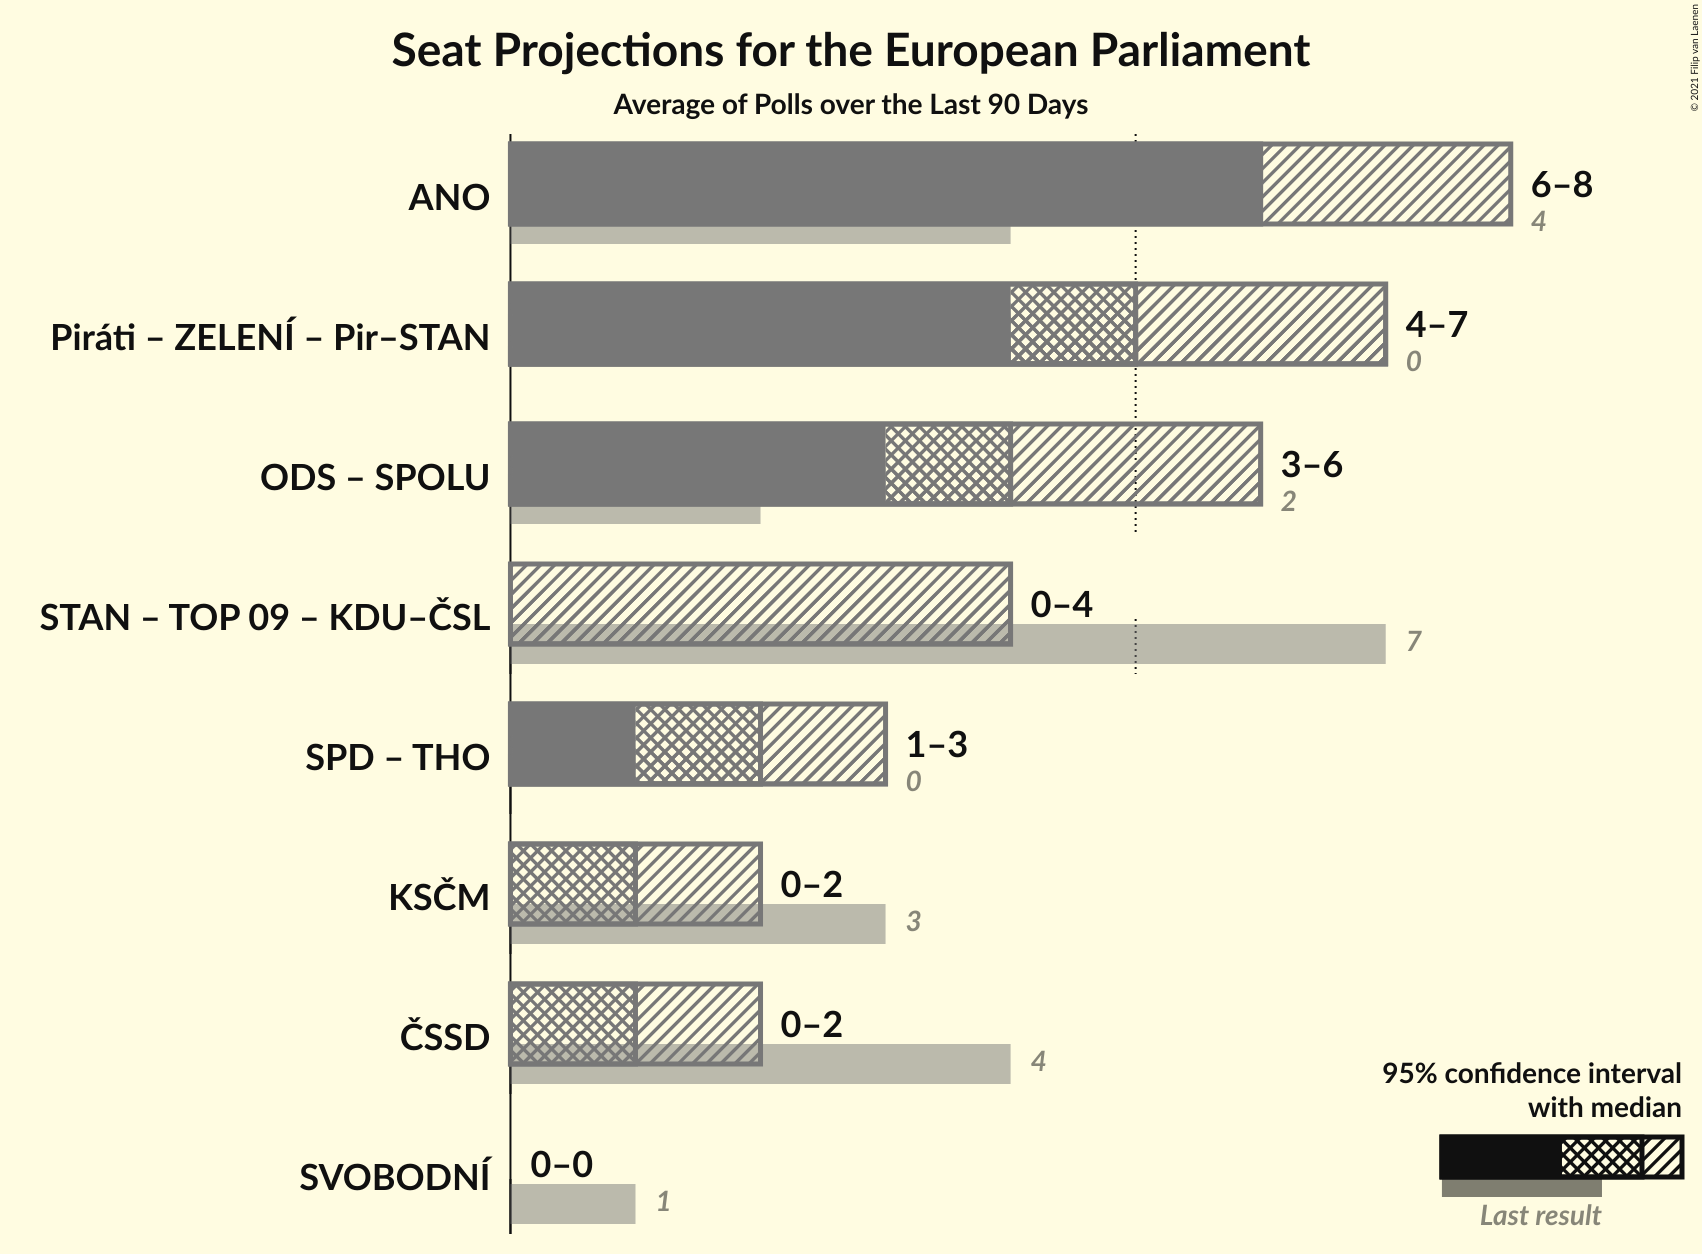 Seat Projections for the European Parliament
Average of Polls over the Last 90 Days
© 2021 Filip van Laenen
ANO
6–8
4
Piráti – ZELENÍ – Pir–STAN
4–7
0
ODS – SPOLU
3–6
2
STAN – TOP 09 – KDU–ČSL
0–4
7
SPD – THO
1–3
0
KSČM
0–2
3
ČSSD
0–2
4
SVOBODNÍ
0–0
1
95% confidence interval
with median
Last result